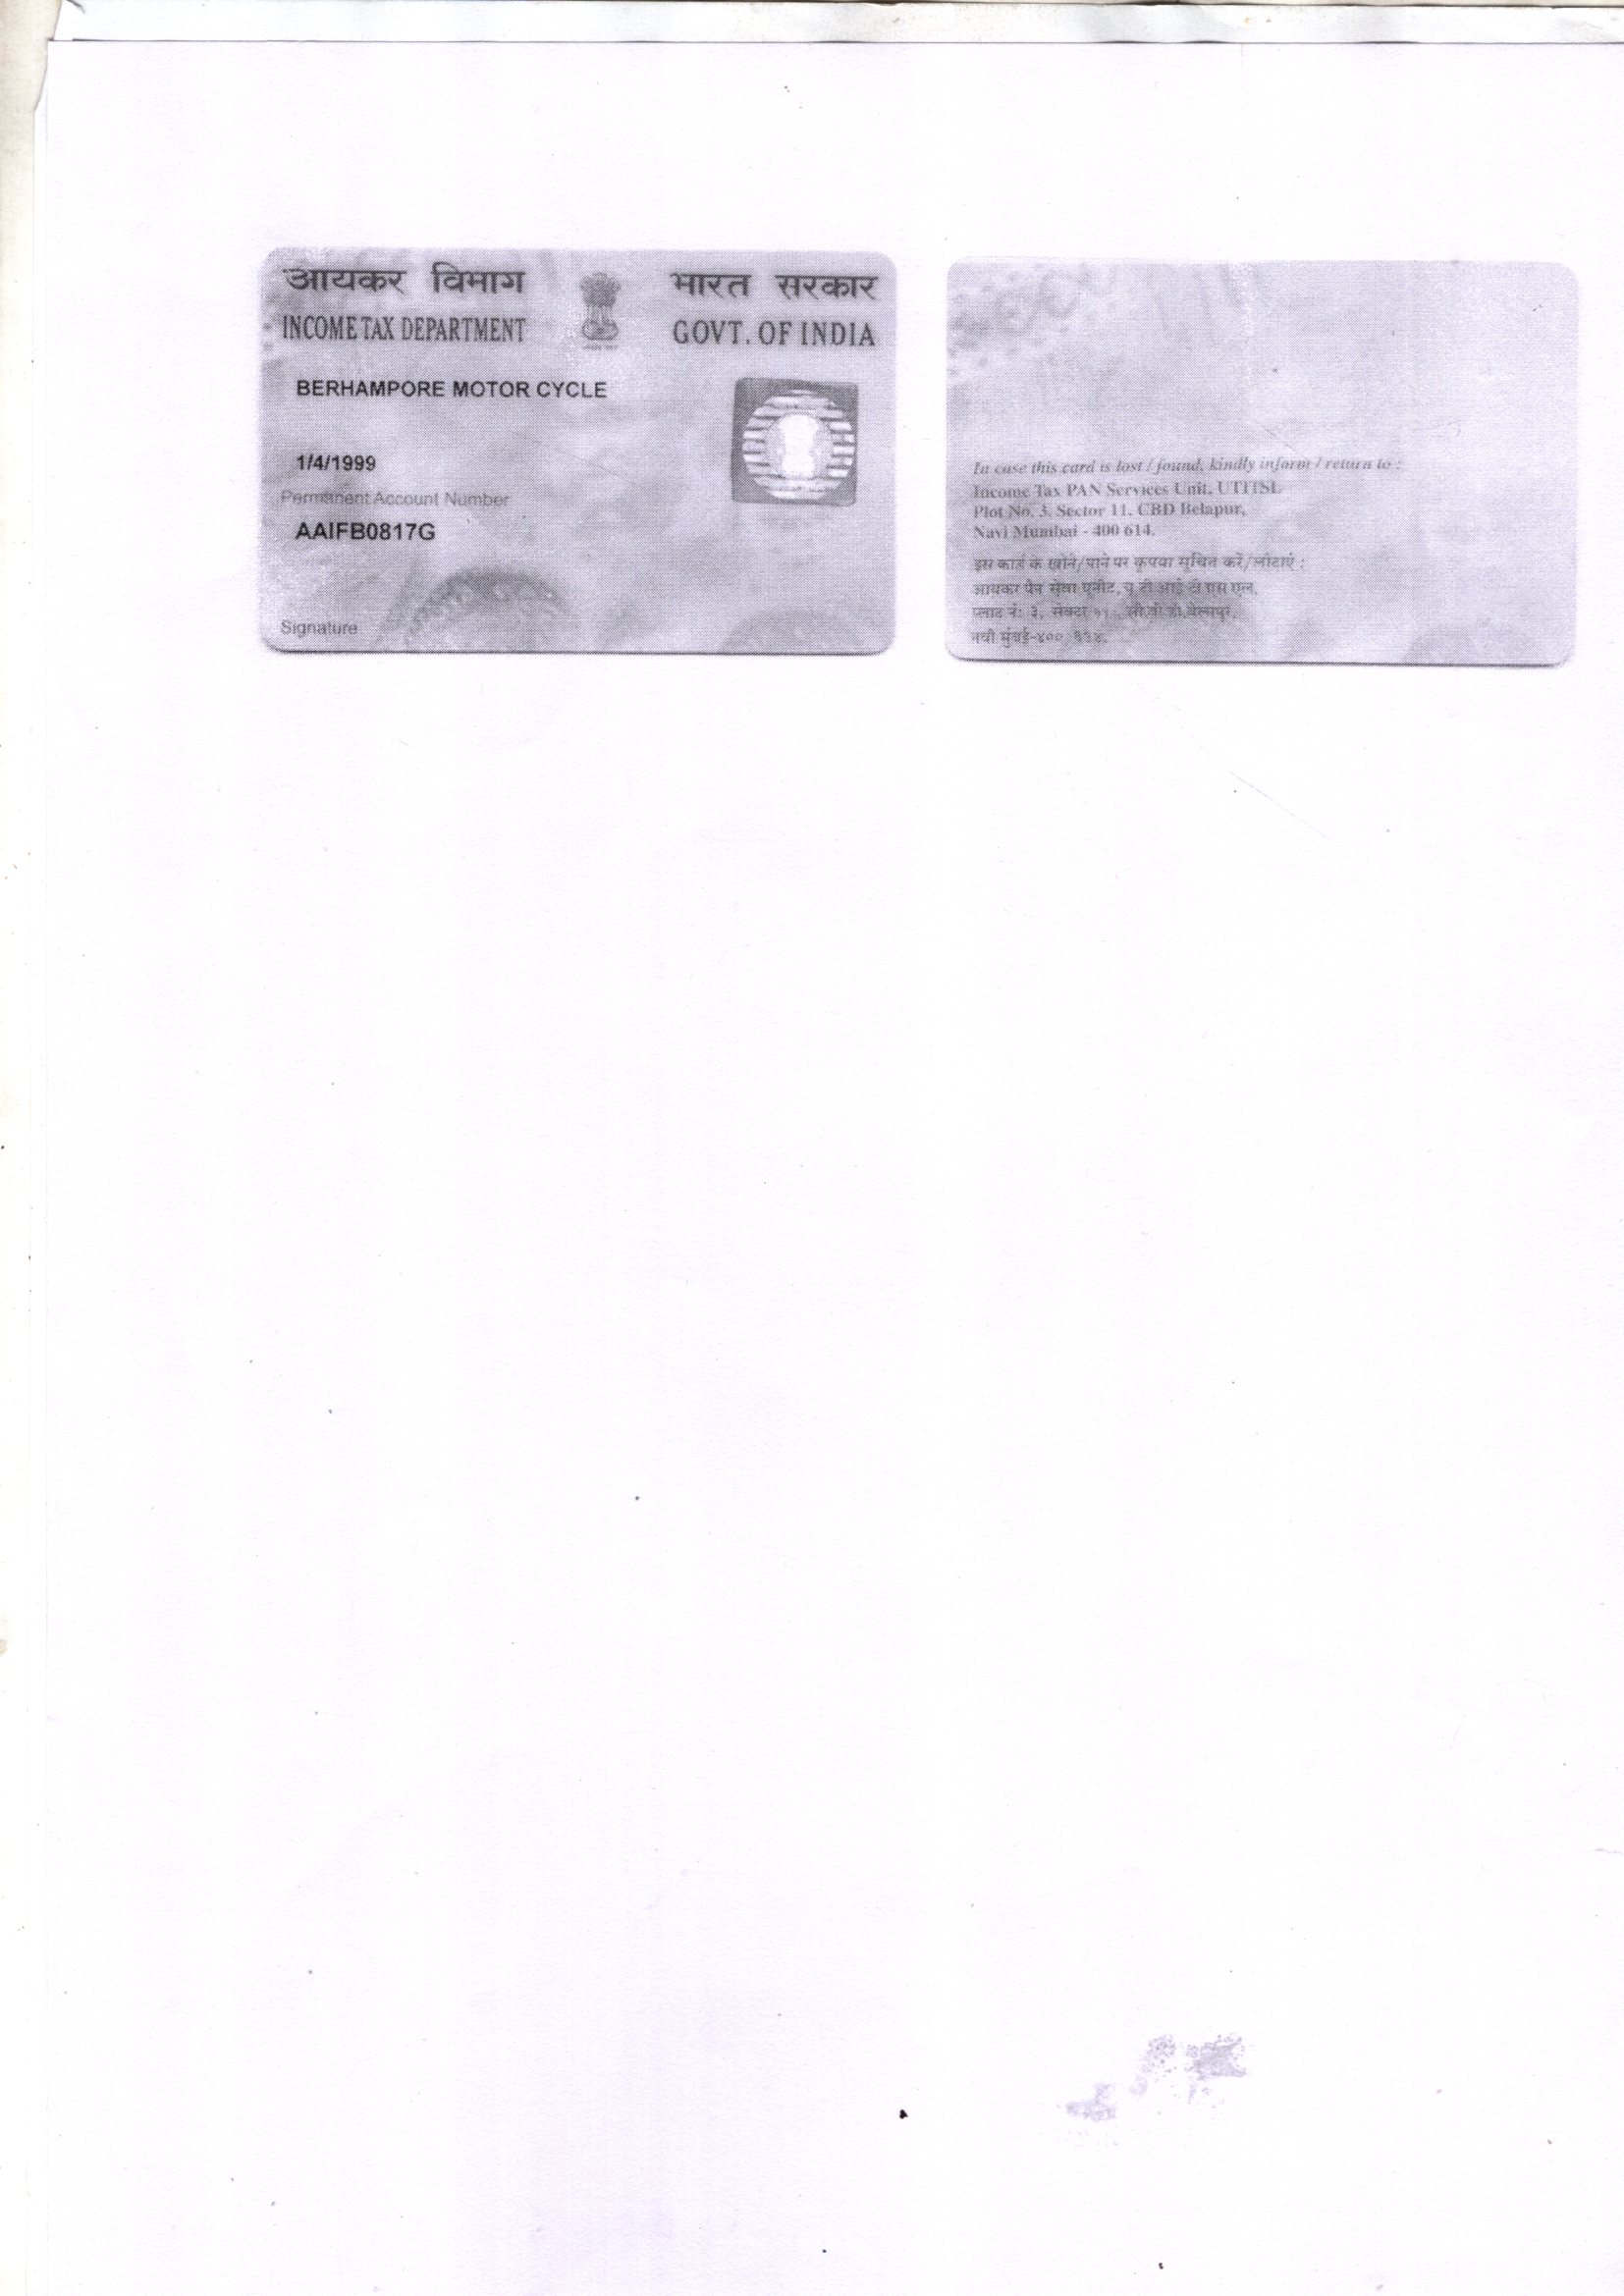 आयकर विभाग
INCOME TAX DEPARTMENT
भारत सरकार
GOVT. OF INDIA
BERHAMPORE MOTOR CYCLE
1/4/1999
Permanent Account Number
AAIFB0817G
Signature
In case this card is lost / found, kindly inform / return to :
Income Tax PAN Services Unit, UTITSL
Plot No. 3, Sector 11, CBD Belapur,
Navi Mumbai - 400 614.
इस कार्ड के खोने/पाने पर कृपया सूचित करें/लौटाएं :
आयकर पैन सेवा यूनीट, यू टी आई टी एस एल,
प्लाट नं: ३, सेक्टर ११, सी.बी.डी.बेलापूर,
नवी मुंबई-४०० ६१४.